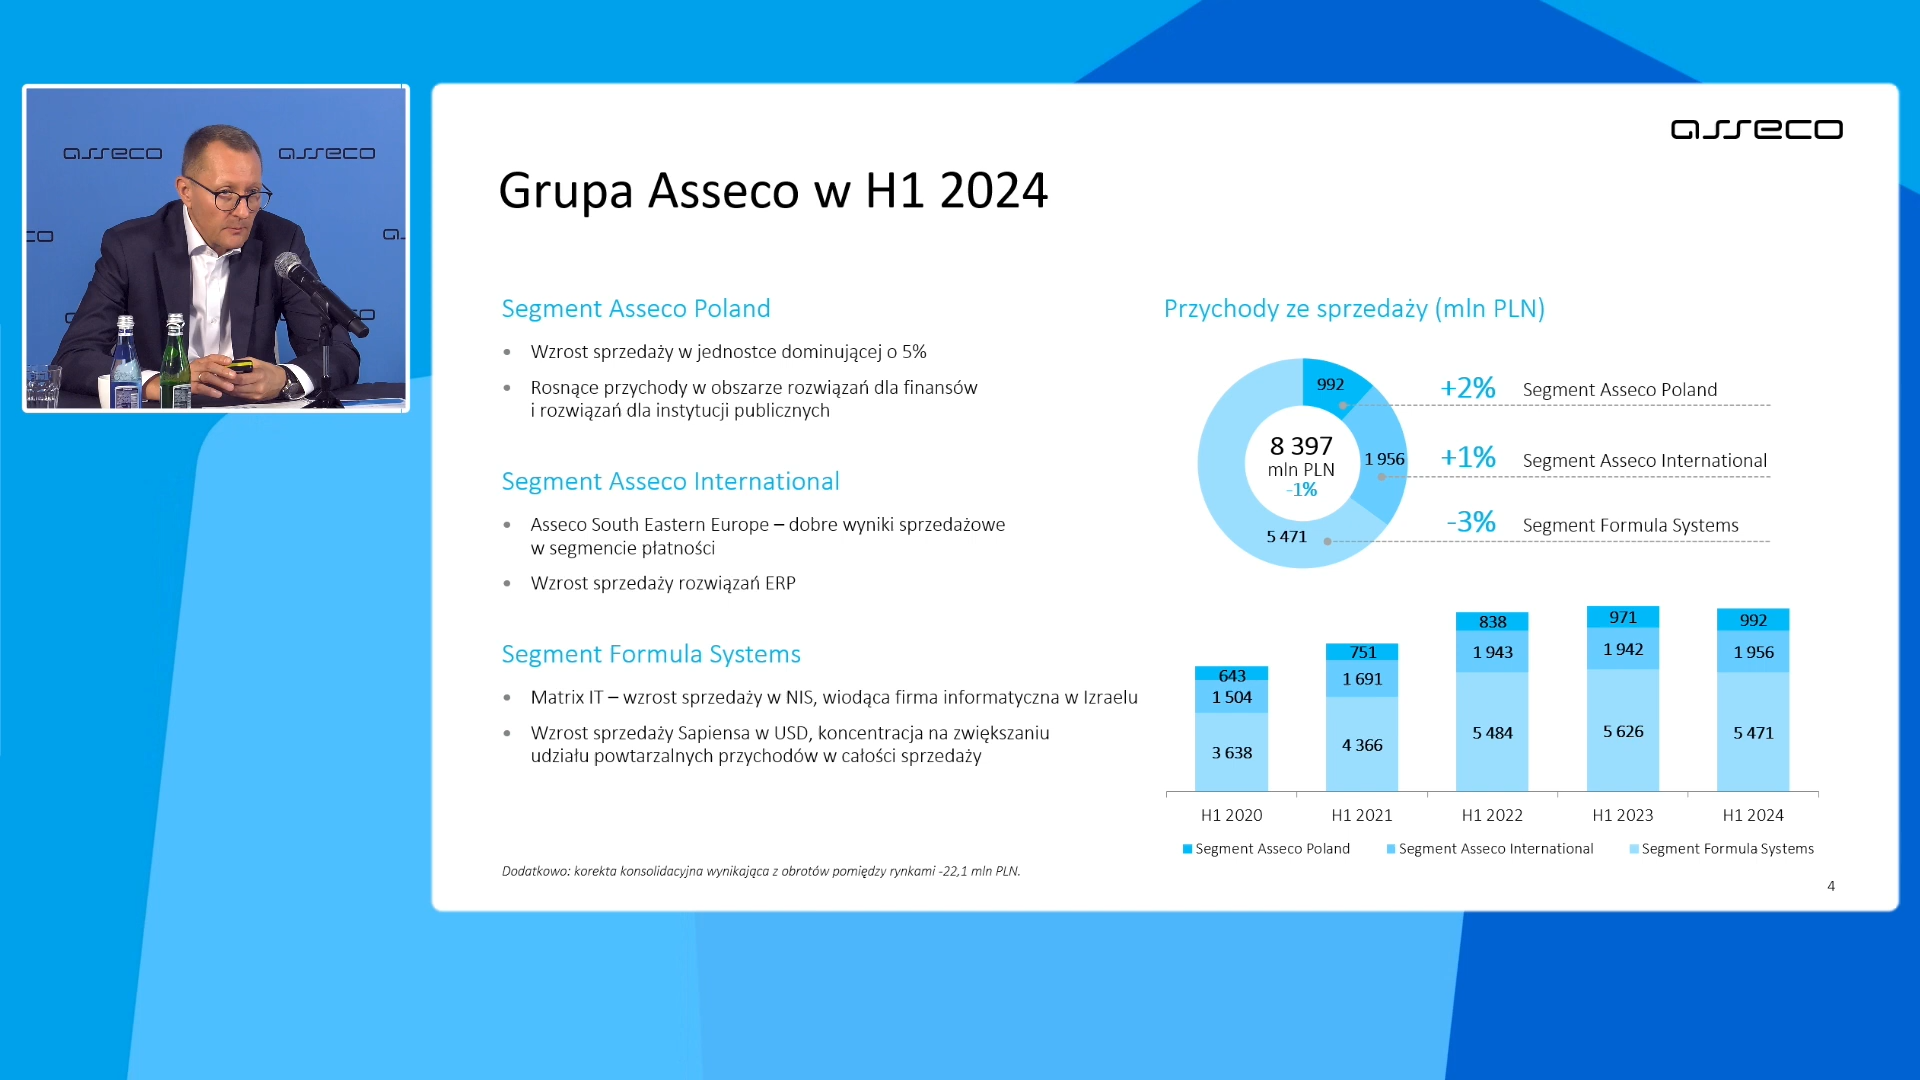 asseco
asseco
co
a
co
asseco
Grupa Asseco w H1 2024
Segment Asseco Poland
• Wzrost sprzedaży w jednostce dominującej o 5%
• Rosnące przychody w obszarze rozwiązań dla finansów
i rozwiązań dla instytucji publicznych
Segment Asseco International
• Asseco South Eastern Europe – dobre wyniki sprzedażowe
w segmencie płatności
• Wzrost sprzedaży rozwiązań ERP
Segment Formula Systems
• Matrix IT – wzrost sprzedaży w NIS, wiodąca firma informatyczna w Izraelu
• Wzrost sprzedaży Sapiensa w USD, koncentracja na zwiększaniu
udziału powtarzalnych przychodów w całości sprzedaży
Dodatkowo: korekta konsolidacyjna wynikająca z obrotów pomiędzy rynkami -22,1 mln PLN.
Przychody ze sprzedaży (mln PLN)
992
1 956
5 471
8 397
mln PLN
-1%
+2% Segment Asseco Poland
+1% Segment Asseco International
-3% Segment Formula Systems
643 751 838 971 992
1 504 1 691 1 943 1 942 1 956
3 638 4 366 5 484 5 626 5 471
H1 2020 H1 2021 H1 2022 H1 2023 H1 2024
Segment Asseco Poland Segment Asseco International Segment Formula Systems
4